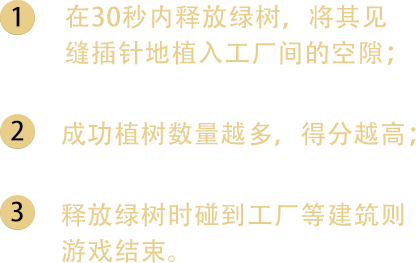 1 在30秒内释放绿树，将其见
缝插针地植入工厂间的空隙；
2 成功植树数量越多，得分越高；
3 释放绿树时碰到工厂等建筑则
游戏结束。